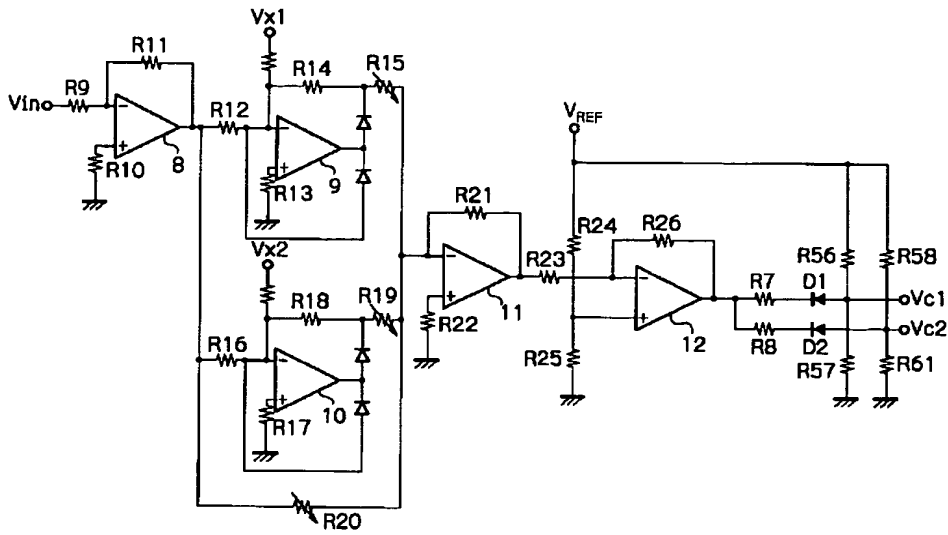 Vx1
R11
R14
R15
Vin
R9
R12
−
+
8
R10
−
+
9
R13
Vx2
R18
R19
R16
−
+
10
R17
R20
R21
−
+
11
R22
R23
VREF
R24
R26
−
+
12
R25
R56
R58
R7
D1
Vc1
R8
D2
Vc2
R57
R61